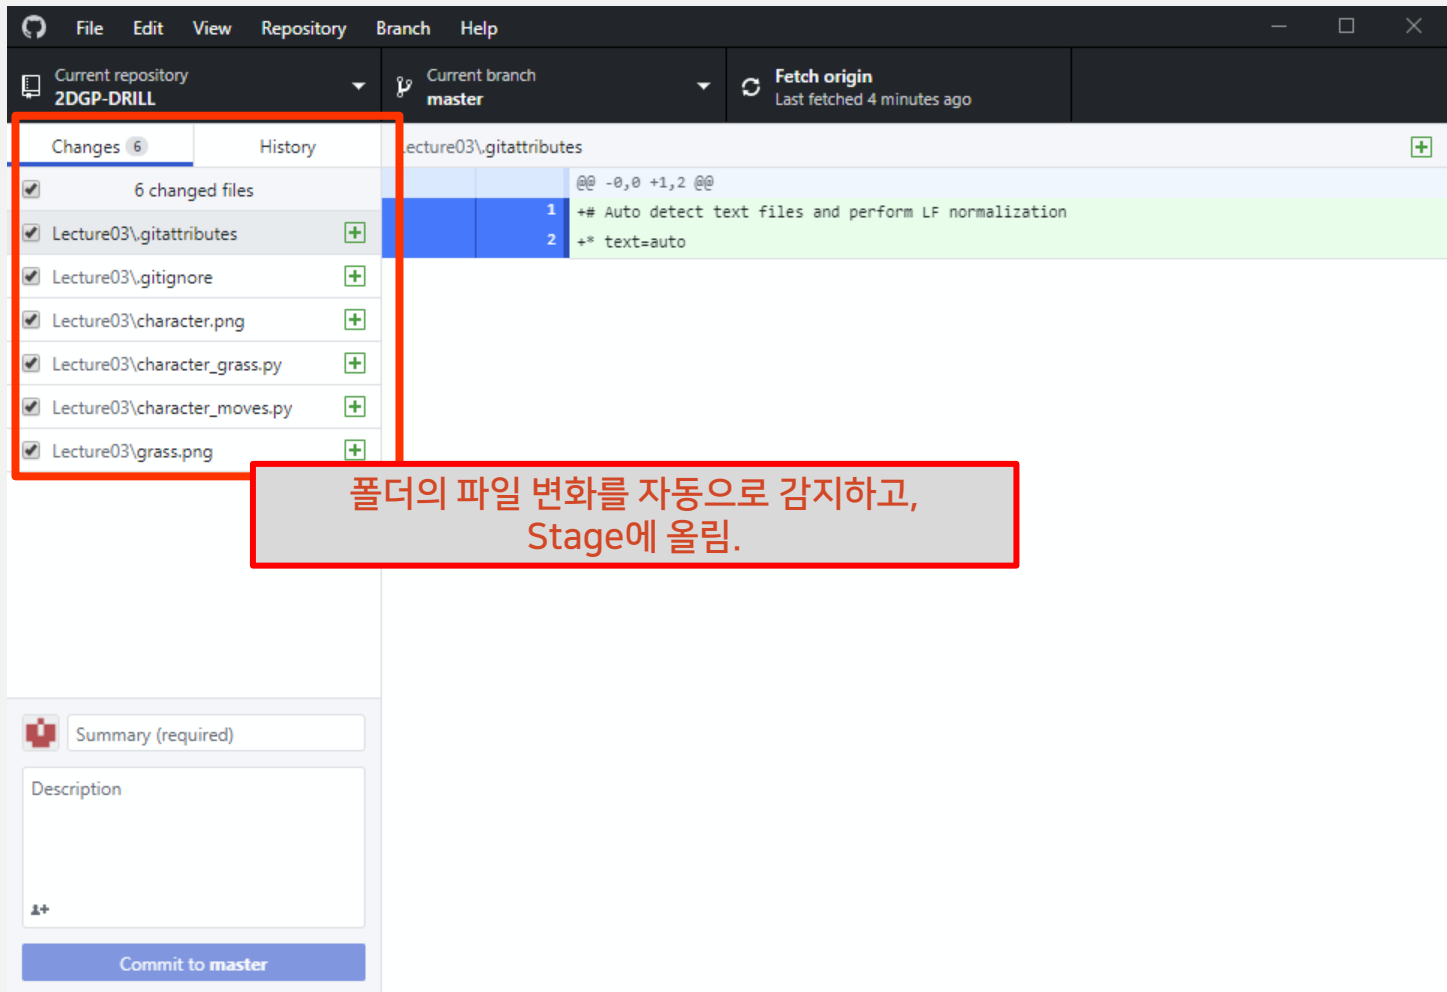 File Edit View Repository Branch Help
Current repository
2DGP-DRILL
Current branch
master
Fetch origin
Last fetched 4 minutes ago
Changes 6 History
6 changed files
Lecture03\.gitattributes
Lecture03\.gitignore
Lecture03\character.png
Lecture03\character_grass.py
Lecture03\character_moves.py
Lecture03\grass.png
ecture03\.gitattributes
@@ -0,0 +1,2 @@
1 +# Auto detect text files and perform LF normalization
2 +* text=auto
폴더의 파일 변화를 자동으로 감지하고,
Stage에 올림.
Summary (required)
Description
Commit to master